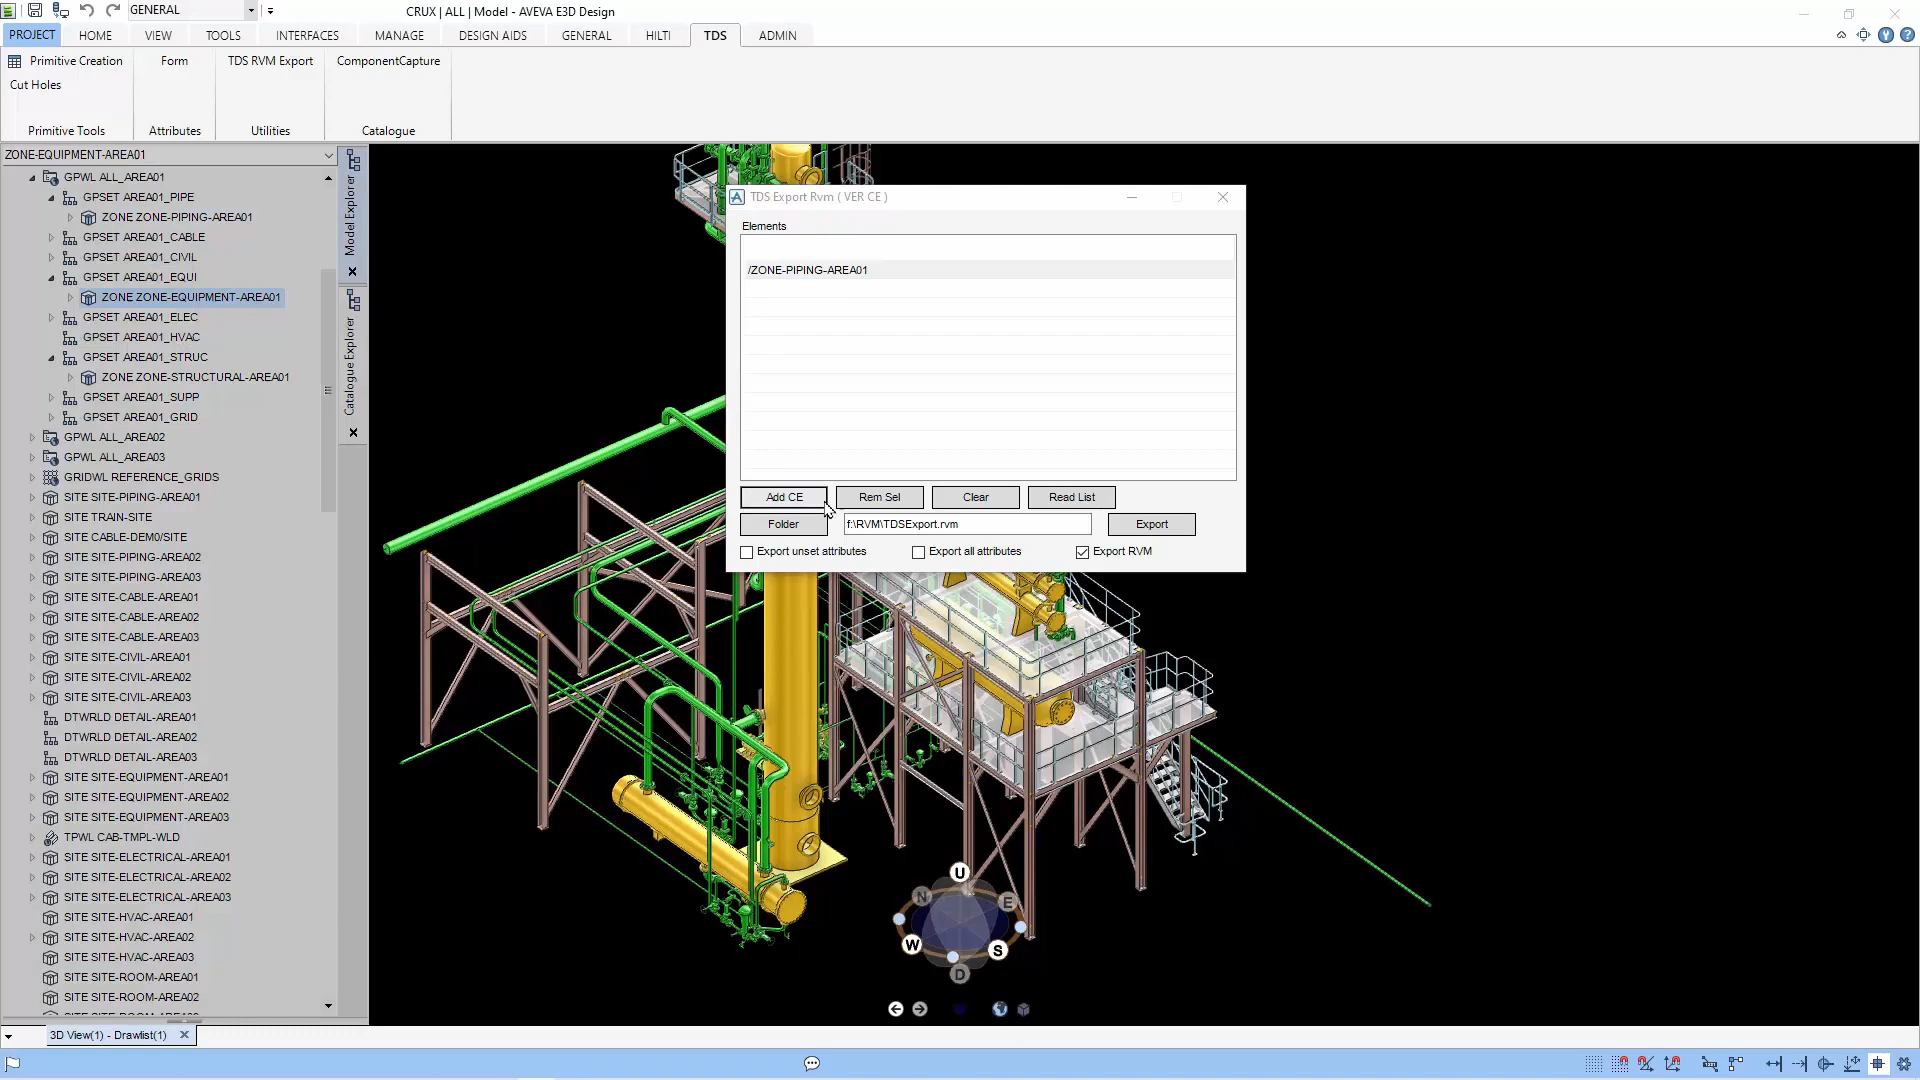 GENERAL
CRUX | ALL | Model - AVEVA E3D Design
PROJECT HOME VIEW TOOLS INTERFACES MANAGE DESIGN AIDS GENERAL HILTI TDS ADMIN
Primitive Creation Form TDS RVM Export ComponentCapture
Cut Holes
Primitive Tools Attributes Utilities Catalogue
ZONE-EQUIPMENT-AREA01
GPWL ALL_AREA01
GPSET AREA01_PIPE
ZONE ZONE-PIPING-AREA01
GPSET AREA01_CABLE
GPSET AREA01_CIVIL
GPSET AREA01_EQUI
ZONE ZONE-EQUIPMENT-AREA01
GPSET AREA01_ELEC
GPSET AREA01_HVAC
GPSET AREA01_STRUC
ZONE ZONE-STRUCTURAL-AREA01
GPSET AREA01_SUPP
GPSET AREA01_GRID
GPWL ALL_AREA02
GPWL ALL_AREA03
GRIDWL REFERENCE_GRIDS
SITE SITE-PIPING-AREA01
SITE TRAIN-SITE
SITE CABLE-DEM0/SITE
SITE SITE-PIPING-AREA02
SITE SITE-PIPING-AREA03
SITE SITE-CABLE-AREA01
SITE SITE-CABLE-AREA02
SITE SITE-CABLE-AREA03
SITE SITE-CIVIL-AREA01
SITE SITE-CIVIL-AREA02
SITE SITE-CIVIL-AREA03
DTWRLD DETAIL-AREA01
DTWRLD DETAIL-AREA02
DTWRLD DETAIL-AREA03
SITE SITE-EQUIPMENT-AREA01
SITE SITE-EQUIPMENT-AREA02
SITE SITE-EQUIPMENT-AREA03
TPWL CAB-TMPL-WLD
SITE SITE-ELECTRICAL-AREA01
SITE SITE-ELECTRICAL-AREA02
SITE SITE-ELECTRICAL-AREA03
SITE SITE-HVAC-AREA01
SITE SITE-HVAC-AREA02
SITE SITE-HVAC-AREA03
SITE SITE-ROOM-AREA01
SITE SITE-ROOM-AREA02
Model Explorer
Catalogue Explorer
TDS Export Rvm ( VER CE )
Elements
/ZONE-PIPING-AREA01
Add CE Rem Sel Clear Read List
Folder f:\RVM\TDSExport.rvm Export
Export unset attributes Export all attributes Export RVM
U
N E
W S
D
3D View(1) - Drawlist(1)